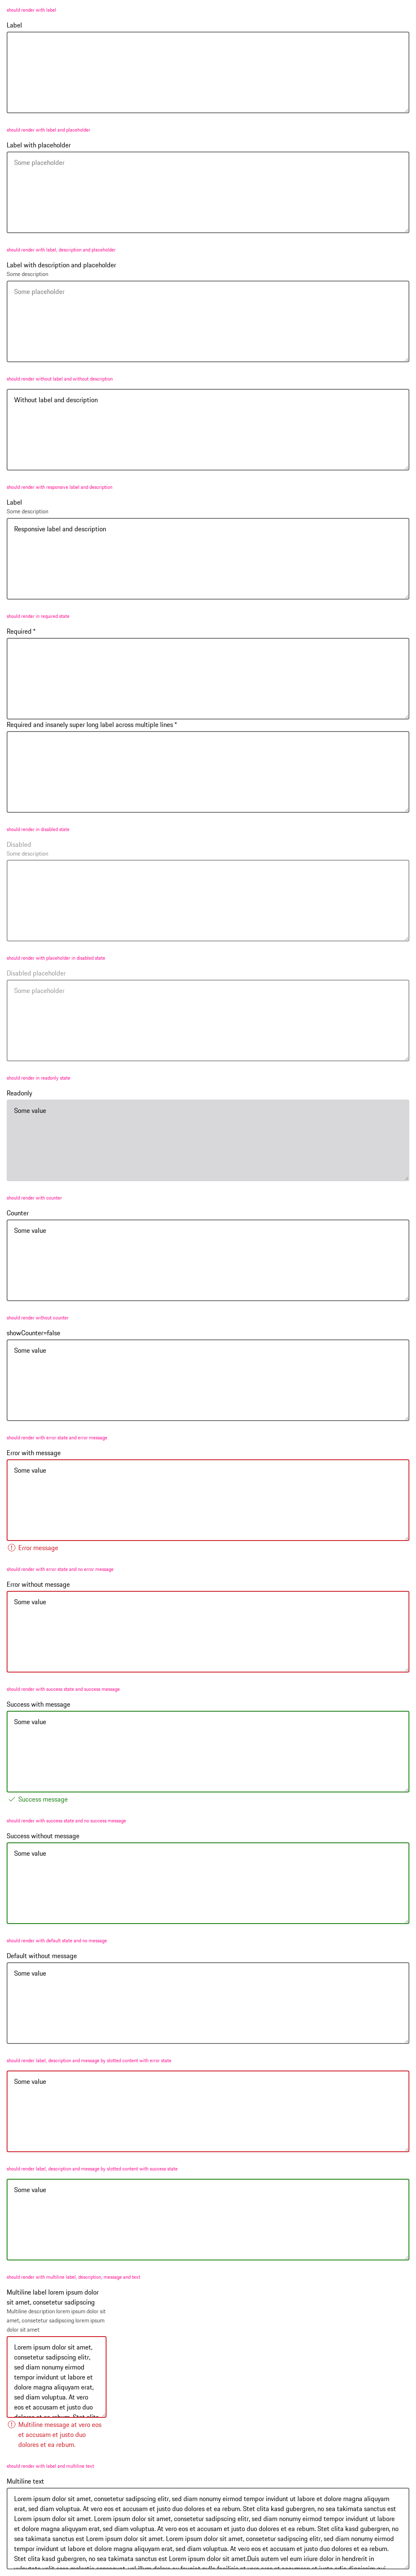 should render with label
Label
should render with label and placeholder
Label with placeholder
Some placeholder
should render with label, description and placeholder
Label with description and placeholder
Some description
Some placeholder
should render without label and without description
Without label and description
should render with responsive label and description
Label
Some description
Responsive label and description
should render in required state
Required *
Required and insanely super long label across multiple lines *
should render in disabled state
Disabled
Some description
should render with placeholder in disabled state
Disabled placeholder
Some placeholder
should render in readonly state
Readonly
Some value
should render with counter
Counter
Some value
should render without counter
showCounter=false
Some value
should render with error state and error message
Error with message
Some value
Error message
should render with error state and no error message
Error without message
Some value
should render with success state and success message
Success with message
Some value
Success message
should render with success state and no success message
Success without message
Some value
should render with default state and no message
Default without message
Some value
should render label, description and message by slotted content with error state
Some value
should render label, description and message by slotted content with success state
Some value
should render with multiline label, description, message and text
Multiline label lorem ipsum dolor
sit amet, consetetur sadipscing
Multiline description lorem ipsum dolor sit
amet, consetetur sadipscing lorem ipsum
dolor sit amet
Lorem ipsum dolor sit amet,
consetetur sadipscing elitr,
sed diam nonumy eirmod
tempor invidunt ut labore et
dolore magna aliquyam erat,
sed diam voluptua. At vero
eos et accusam et justo duo
dolores et ea rebum. Stet clita
Multiline message at vero eos
et accusam et justo duo
dolores et ea rebum.
should render with label and multiline text
Multiline text
Lorem ipsum dolor sit amet, consetetur sadipscing elitr, sed diam nonumy eirmod tempor invidunt ut labore et dolore magna aliquyam
erat, sed diam voluptua. At vero eos et accusam et justo duo dolores et ea rebum. Stet clita kasd gubergren, no sea takimata sanctus est
Lorem ipsum dolor sit amet. Lorem ipsum dolor sit amet, consetetur sadipscing elitr, sed diam nonumy eirmod tempor invidunt ut labore
et dolore magna aliquyam erat, sed diam voluptua. At vero eos et accusam et justo duo dolores et ea rebum. Stet clita kasd gubergren, no
sea takimata sanctus est Lorem ipsum dolor sit amet. Lorem ipsum dolor sit amet, consetetur sadipscing elitr, sed diam nonumy eirmod
tempor invidunt ut labore et dolore magna aliquyam erat, sed diam voluptua. At vero eos et accusam et justo duo dolores et ea rebum.
Stet clita kasd gubergren, no sea takimata sanctus est Lorem ipsum dolor sit amet.Duis autem vel eum iriure dolor in hendrerit in